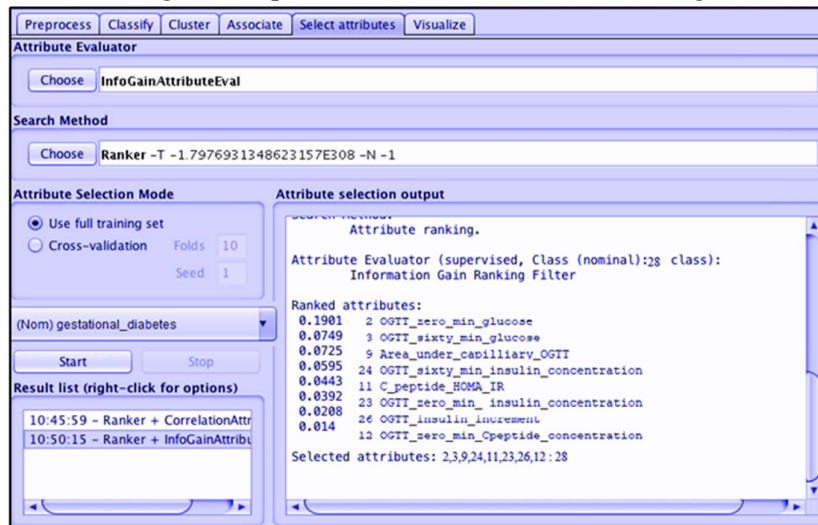 Preprocess Classify Cluster Associate Select attributes Visualize
Attribute Evaluator
Choose InfoGainAttributeEval
Search Method
Choose Ranker -T -1.7976931348623157E308 -N -1
Attribute Selection Mode
Use full training set
Cross-validation Folds 10
Seed 1
(Nom) gestational_diabetes
Start Stop
Result list (right-click for options)
10:45:59 - Ranker + CorrelationAttr
10:50:15 - Ranker + InfoGainAttribu
Attribute selection output
Attribute ranking.
Attribute Evaluator (supervised, Class (nominal):28 class):
Information Gain Ranking Filter
Ranked attributes:
0.1901 2 OGTT_zero_min_glucose
0.0749 3 OGTT_sixty_min_glucose
0.0725 9 Area_under_capilliary_OGTT
0.0595 24 OGTT_sixty_min_insulin_concentration
0.0443 11 C_peptide_HOMA_IR
0.0392 23 OGTT_zero_min_ insulin_concentration
0.0208 26 OGTT_insulin_increment
0.014 12 OGTT_zero_min_Cpeptide_concentration
Selected attributes: 2,3,9,24,11,23,26,12 : 28